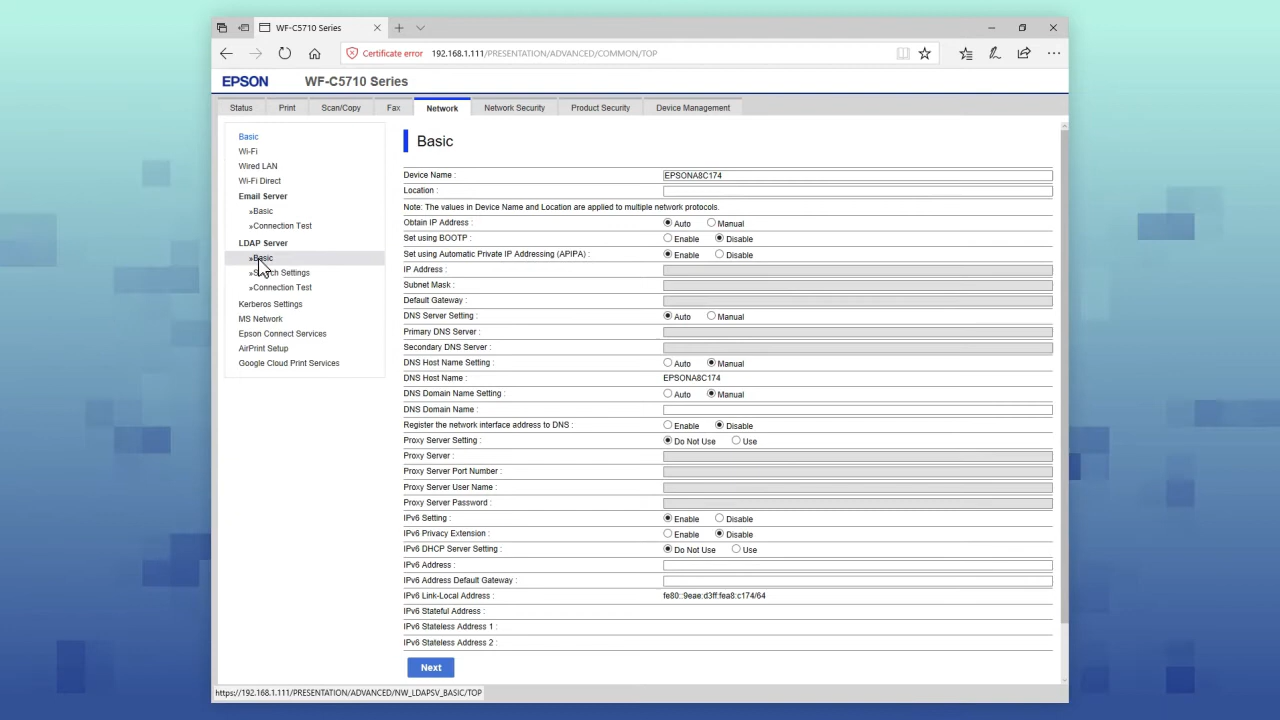 WF-C5710 Series
Certificate error 192.168.1.111/PRESENTATION/ADVANCED/COMMON/TOP
EPSON WF-C5710 Series
Status Print Scan/Copy Fax Network Network Security Product Security Device Management
Basic
Wi-Fi
Wired LAN
Wi-Fi Direct
Email Server
»Basic
»Connection Test
LDAP Server
»Basic
»Connection Test
Kerberos Settings
MS Network
Epson Connect Services
AirPrint Setup
Google Cloud Print Services
Basic
Device Name : EPSONA8C174
Location :
Note: The values in Device Name and Location are applied to multiple network protocols.
Obtain IP Address : Auto Manual
Set using BOOTP : Enable Disable
Set using Automatic Private IP Addressing (APIPA) : Enable Disable
IP Address :
Subnet Mask :
Default Gateway :
DNS Server Setting : Auto Manual
Primary DNS Server :
Secondary DNS Server :
DNS Host Name Setting : Auto Manual
DNS Host Name : EPSONA8C174
DNS Domain Name Setting : Auto Manual
DNS Domain Name :
Register the network interface address to DNS : Enable Disable
Proxy Server Setting : Do Not Use Use
Proxy Server :
Proxy Server Port Number :
Proxy Server User Name :
Proxy Server Password :
IPv6 Setting : Enable Disable
IPv6 Privacy Extension : Enable Disable
IPv6 DHCP Server Setting : Do Not Use Use
IPv6 Address :
IPv6 Address Default Gateway :
IPv6 Link-Local Address : fe80::9eae:d3ff:fea8:c174/64
IPv6 Stateful Address :
IPv6 Stateless Address 1 :
IPv6 Stateless Address 2 :
Next
https://192.168.1.111/PRESENTATION/ADVANCED/NW_LDAPSV_BASIC/TOP